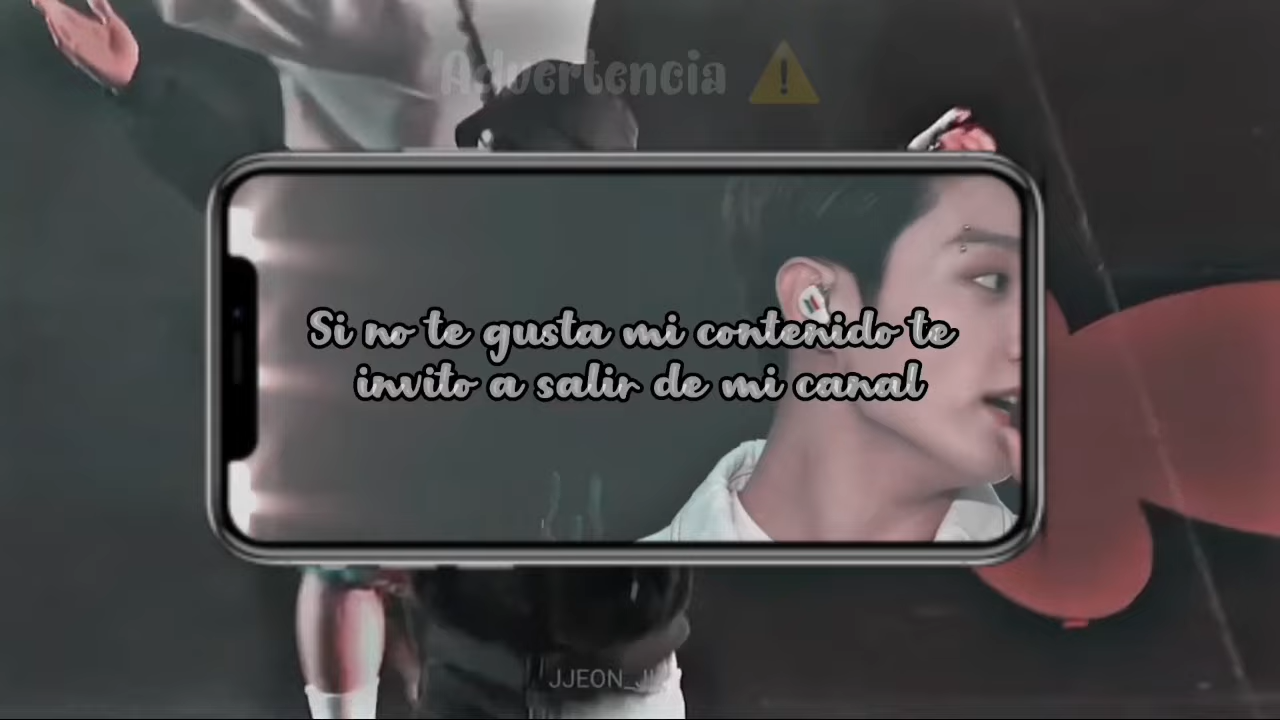 Advertencia ⚠
Si no te gusta mi contenido te
invito a salir de mi canal